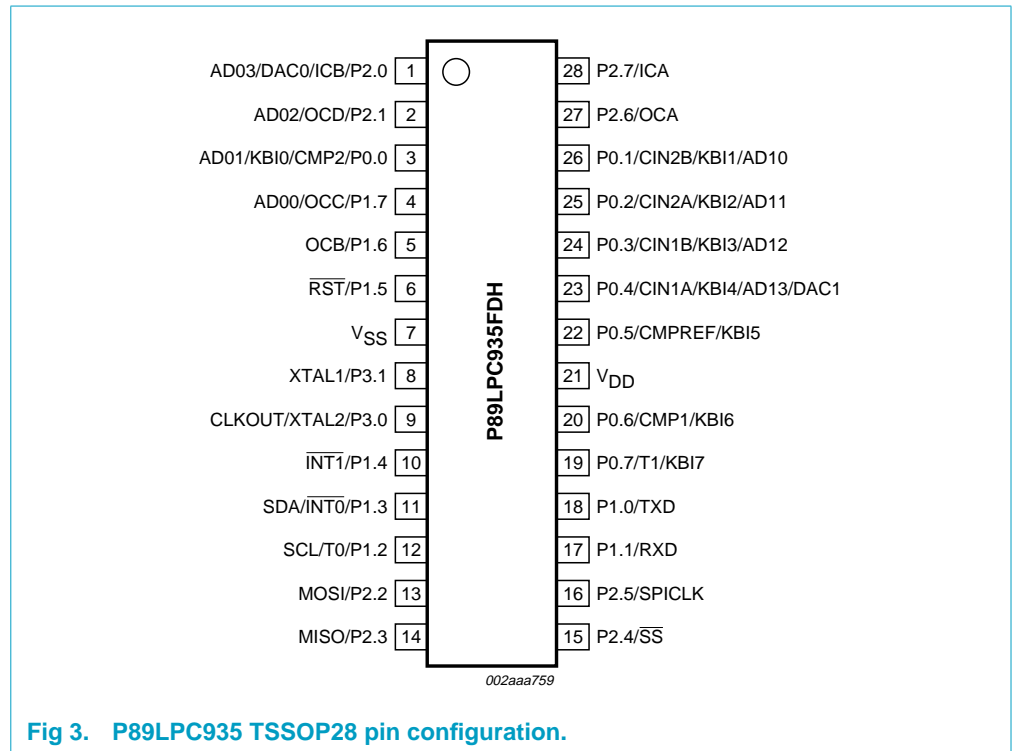 AD03/DAC0/ICB/P2.0 1 28 P2.7/ICA
AD02/OCD/P2.1 2 27 P2.6/OCA
AD01/KBI0/CMP2/P0.0 3 26 P0.1/CIN2B/KBI1/AD10
AD00/OCC/P1.7 4 25 P0.2/CIN2A/KBI2/AD11
OCB/P1.6 5 24 P0.3/CIN1B/KBI3/AD12
R̅S̅T̅/P1.5 6 23 P0.4/CIN1A/KBI4/AD13/DAC1
VSS 7 22 P0.5/CMPREF/KBI5
XTAL1/P3.1 8 21 VDD
CLKOUT/XTAL2/P3.0 9 20 P0.6/CMP1/KBI6
I̅N̅T̅1̅/P1.4 10 19 P0.7/T1/KBI7
SDA/I̅N̅T̅0̅/P1.3 11 18 P1.0/TXD
SCL/T0/P1.2 12 17 P1.1/RXD
MOSI/P2.2 13 16 P2.5/SPICLK
MISO/P2.3 14 15 P2.4/S̅S̅
P89LPC935FDH
002aaa759
Fig 3. P89LPC935 TSSOP28 pin configuration.